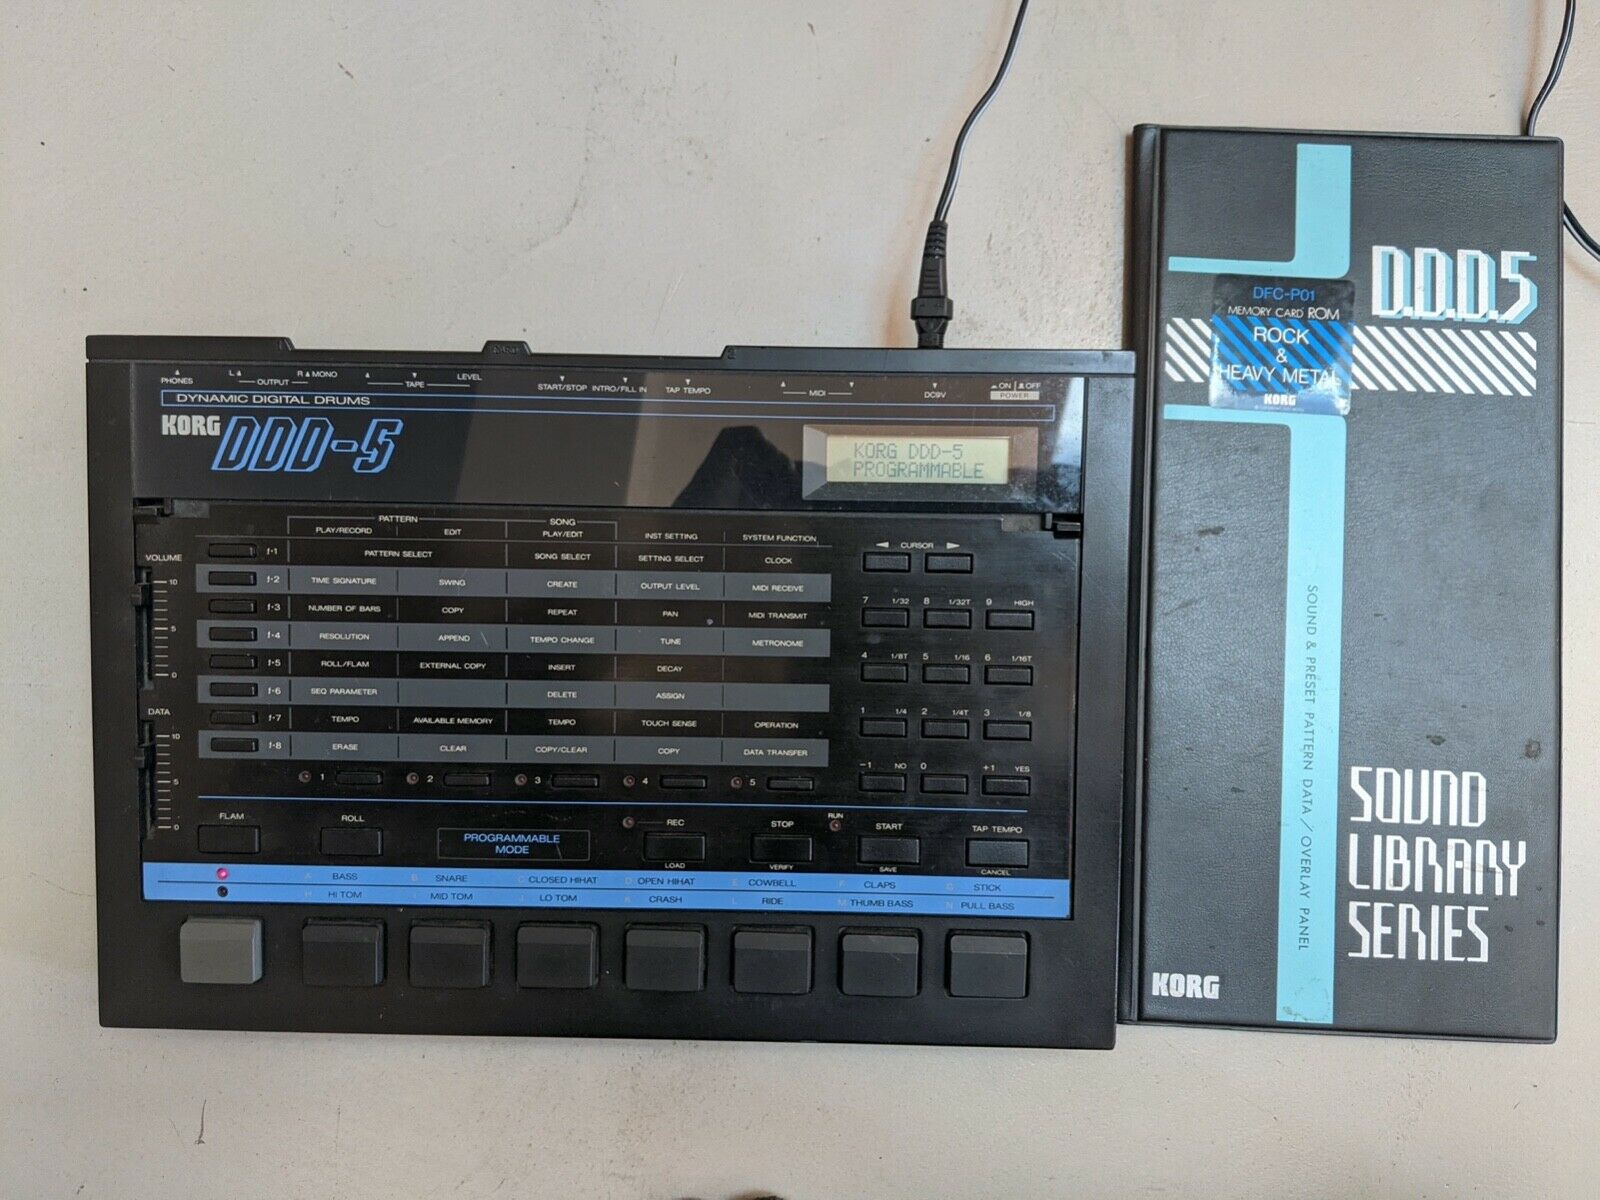 PHONES
L R MONO
OUTPUT
TAPE
LEVEL
START/STOP INTRO/FILL IN
TAP TEMPO
MIDI
DC9V
ON OFF
POWER
DYNAMIC DIGITAL DRUMS
KORG DDD-5
KORG DDD-5
PROGRAMMABLE
PATTERN
SONG
PLAY/RECORD EDIT PLAY/EDIT INST SETTING SYSTEM FUNCTION
VOLUME
10
5
0
f-1 PATTERN SELECT SONG SELECT SETTING SELECT CLOCK
f-2 TIME SIGNATURE SWING CREATE OUTPUT LEVEL MIDI RECEIVE
f-3 NUMBER OF BARS COPY REPEAT PAN MIDI TRANSMIT
f-4 RESOLUTION APPEND TEMPO CHANGE TUNE METRONOME
f-5 ROLL/FLAM EXTERNAL COPY INSERT DECAY
f-6 SEQ PARAMETER DELETE ASSIGN
f-7 TEMPO AVAILABLE MEMORY TEMPO TOUCH SENSE OPERATION
f-8 ERASE CLEAR COPY/CLEAR COPY DATA TRANSFER
DATA
10
5
0
1 2 3 4 5
CURSOR
7 1/32 8 1/32T 9 HIGH
4 1/8T 5 1/16 6 1/16T
1 1/4 2 1/4T 3 1/8
-1 NO 0 +1 YES
FLAM
ROLL
PROGRAMMABLE
MODE
REC
LOAD
STOP
VERIFY
RUN
START
SAVE
TAP TEMPO
CANCEL
A BASS B SNARE C CLOSED HIHAT D OPEN HIHAT E COWBELL F CLAPS G STICK
H HI TOM I MID TOM J LO TOM K CRASH L RIDE M THUMB BASS N PULL BASS
D.D.D.5
DFC-P01
MEMORY CARD ROM
ROCK
&
HEAVY METAL
KORG
SOUND & PRESET PATTERN DATA/OVERLAY PANEL
SOUND
LIBRARY
SERIES
KORG